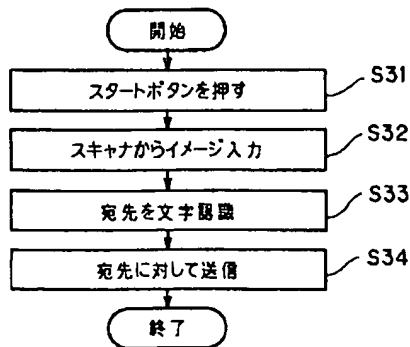 開始
スタートボタンを押す S31
スキャナからイメージ入力 S32
宛先を文字認識 S33
宛先に対して送信 S34
終了